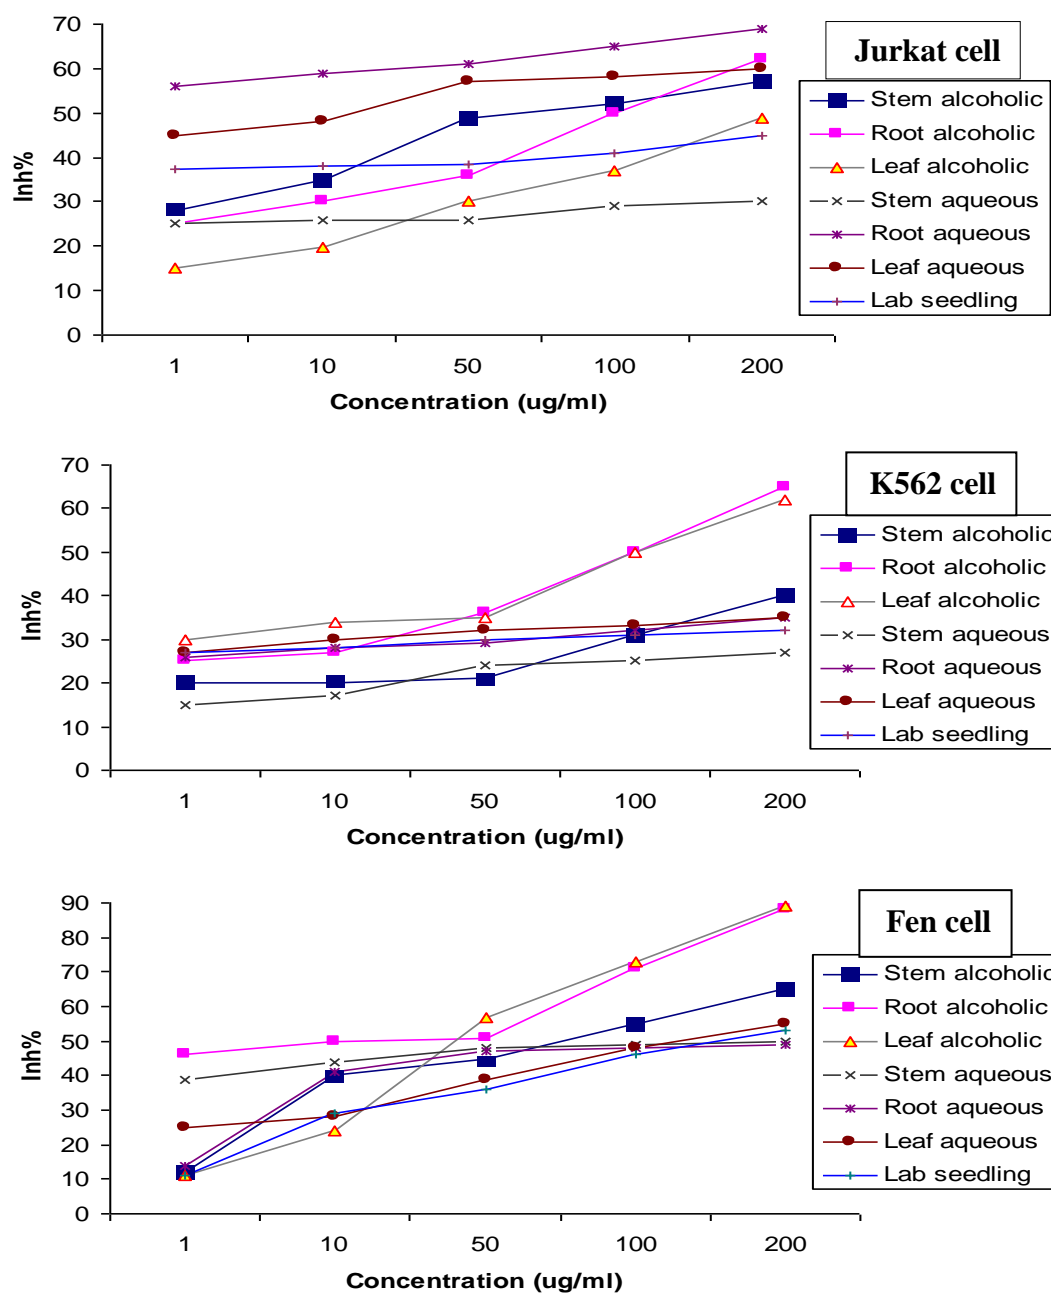 70
60
50
40
30
20
10
0
Inh%
1 10 50 100 200
Concentration (ug/ml)
Jurkat cell
Stem alcoholic
Root alcoholic
Leaf alcoholic
Stem aqueous
Root aqueous
Leaf aqueous
Lab seedling
70
60
50
40
30
20
10
0
Inh%
1 10 50 100 200
Concentration (ug/ml)
K562 cell
Stem alcoholic
Root alcoholic
Leaf alcoholic
Stem aqueous
Root aqueous
Leaf aqueous
Lab seedling
90
80
70
60
50
40
30
20
10
0
Inh%
1 10 50 100 200
Concentration (ug/ml)
Fen cell
Stem alcoholic
Root alcoholic
Leaf alcoholic
Stem aqueous
Root aqueous
Leaf aqueous
Lab seedling